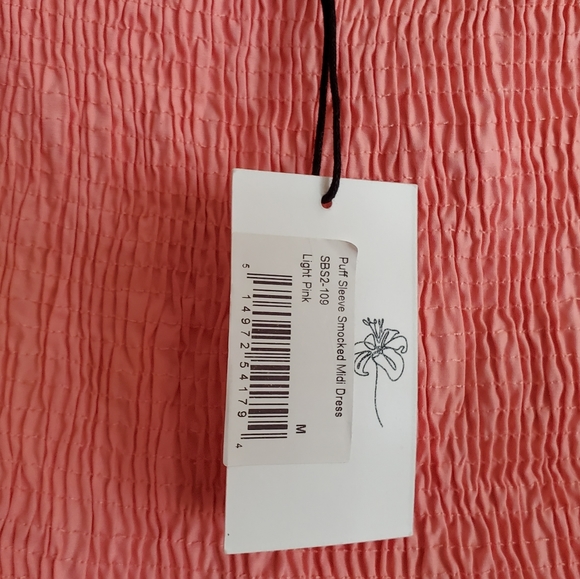 Puff Sleeve Smocked Midi Dress
SBS2-109
Light Pink
M
5 14972 54179 4